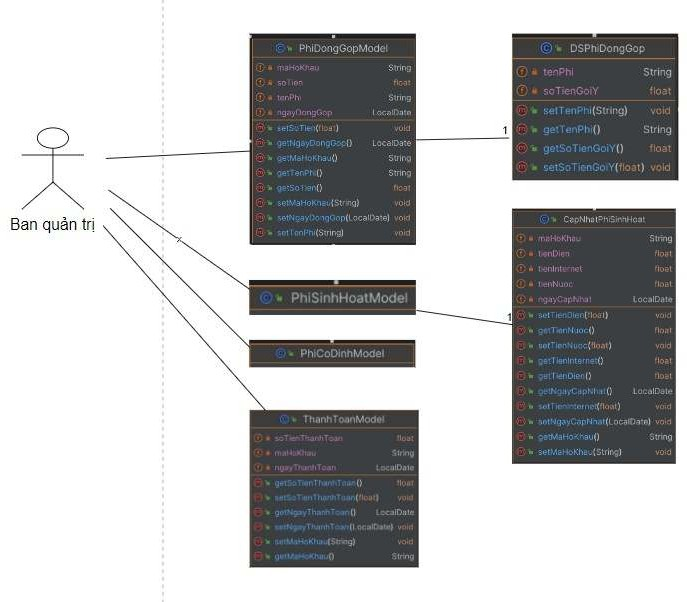 Ban quản trị
PhiDongGopModel
maHoKhau String
soTien float
tenPhi String
ngayDongGop LocalDate
setSoTien(float) void
getNgayDongGop() LocalDate
getMaHoKhau() String
getTenPhi() String
getSoTien() float
setMaHoKhau(String) void
setNgayDongGop(LocalDate) void
setTenPhi(String) void
1
DSPhiDongGop
tenPhi String
soTienGoiY float
setTenPhi(String) void
getTenPhi() String
getSoTienGoiY() float
setSoTienGoiY(float) void
PhiSinhHoatModel
1
CapNhatPhiSinhHoat
maHoKhau String
tienDien float
tienInternet float
tienNuoc float
ngayCapNhat LocalDate
setTienDien(float) void
getTienNuoc() float
setTienNuoc(float) void
getTienInternet() float
getTienDien() float
getNgayCapNhat() LocalDate
setTienInternet(float) void
setNgayCapNhat(LocalDate) void
getMaHoKhau() String
setMaHoKhau(String) void
PhiCoDinhModel
ThanhToanModel
soTienThanhToan float
maHoKhau String
ngayThanhToan LocalDate
getSoTienThanhToan() float
setSoTienThanhToan(float) void
getNgayThanhToan() LocalDate
setNgayThanhToan(LocalDate) void
setMaHoKhau(String) void
getMaHoKhau() String